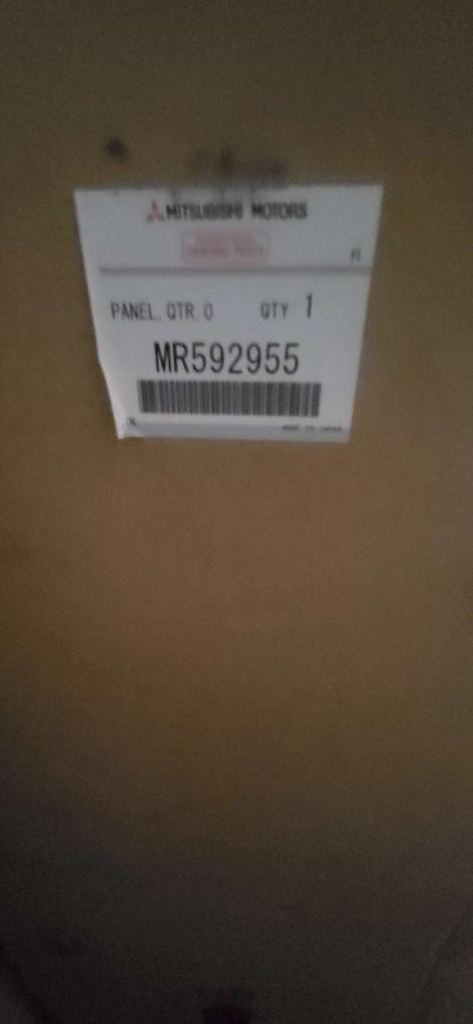 MITSUBISHI MOTORS
PANEL, QTR, O QTY 1
MR592955